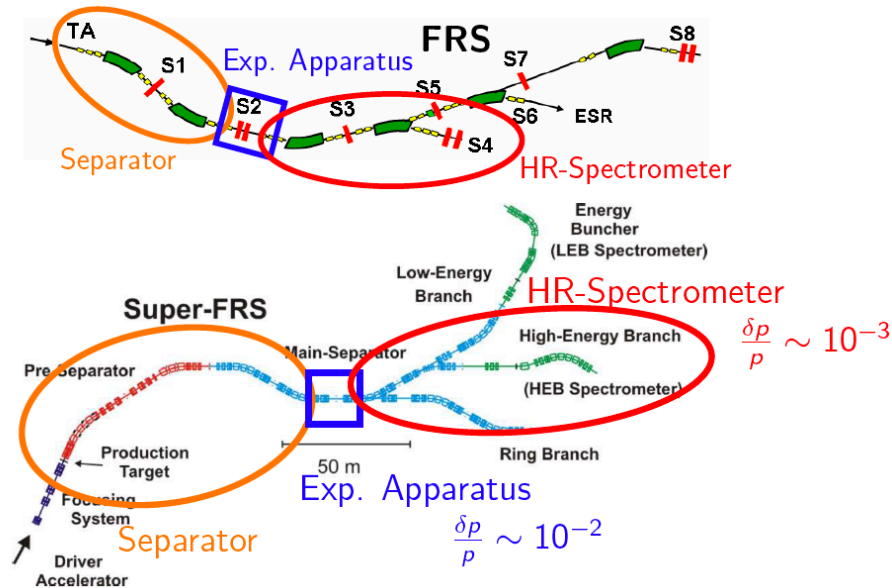 TA
FRS
S8
S1
Exp. Apparatus
S7
S2
S3
S5
S6
ESR
S4
Separator
HR-Spectrometer
Energy
Buncher
(LEB Spectrometer)
Low-Energy
Branch
HR-Spectrometer
Super-FRS
High-Energy Branch
δp/p ∼ 10⁻³
Main-Separator
Pre-Separator
(HEB Spectrometer)
Production
Target
Ring Branch
50 m
Exp. Apparatus
Focusing
System
Separator
δp/p ∼ 10⁻²
Driver
Accelerator